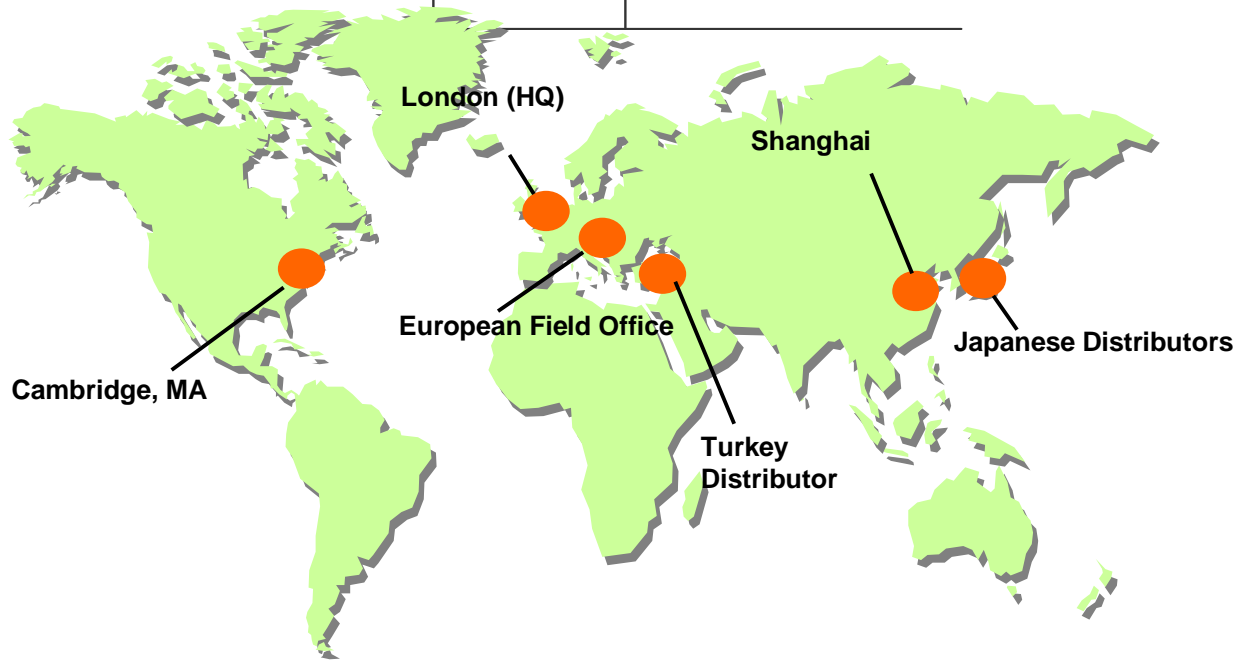 London (HQ)
Shanghai
European Field Office
Japanese Distributors
Cambridge, MA
Turkey
Distributor